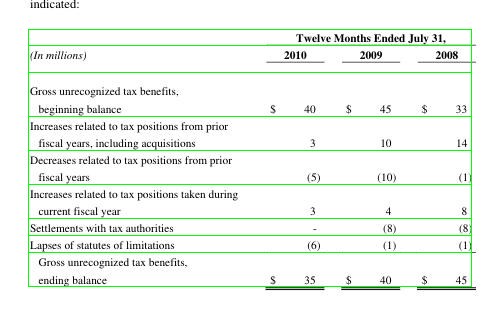 indicated:
Twelve Months Ended July 31,
(In millions) 2010 2009 2008
Gross unrecognized tax benefits,
beginning balance $ 40 $ 45 $ 33
Increases related to tax positions from prior
fiscal years, including acquisitions 3 10 14
Decreases related to tax positions from prior
fiscal years (5) (10) (1)
Increases related to tax positions taken during
current fiscal year 3 4 8
Settlements with tax authorities - (8) (8)
Lapses of statutes of limitations (6) (1) (1)
Gross unrecognized tax benefits,
ending balance $ 35 $ 40 $ 45